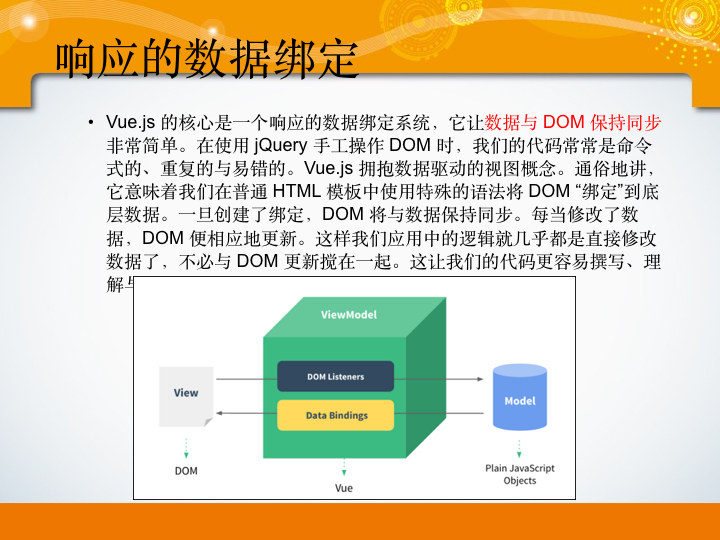 响应的数据绑定
• Vue.js 的核心是一个响应的数据绑定系统，它让数据与 DOM 保持同步
非常简单。在使用 jQuery 手工操作 DOM 时，我们的代码常常是命令
式的、重复的与易错的。Vue.js 拥抱数据驱动的视图概念。通俗地讲，
它意味着我们在普通 HTML 模板中使用特殊的语法将 DOM “绑定”到底
层数据。一旦创建了绑定，DOM 将与数据保持同步。每当修改了数
据，DOM 便相应地更新。这样我们应用中的逻辑就几乎都是直接修改
数据了，不必与 DOM 更新搅在一起。这让我们的代码更容易撰写、理
解与
ViewModel
DOM Listeners
View
Model
Data Bindings
DOM
Vue
Plain JavaScript
Objects